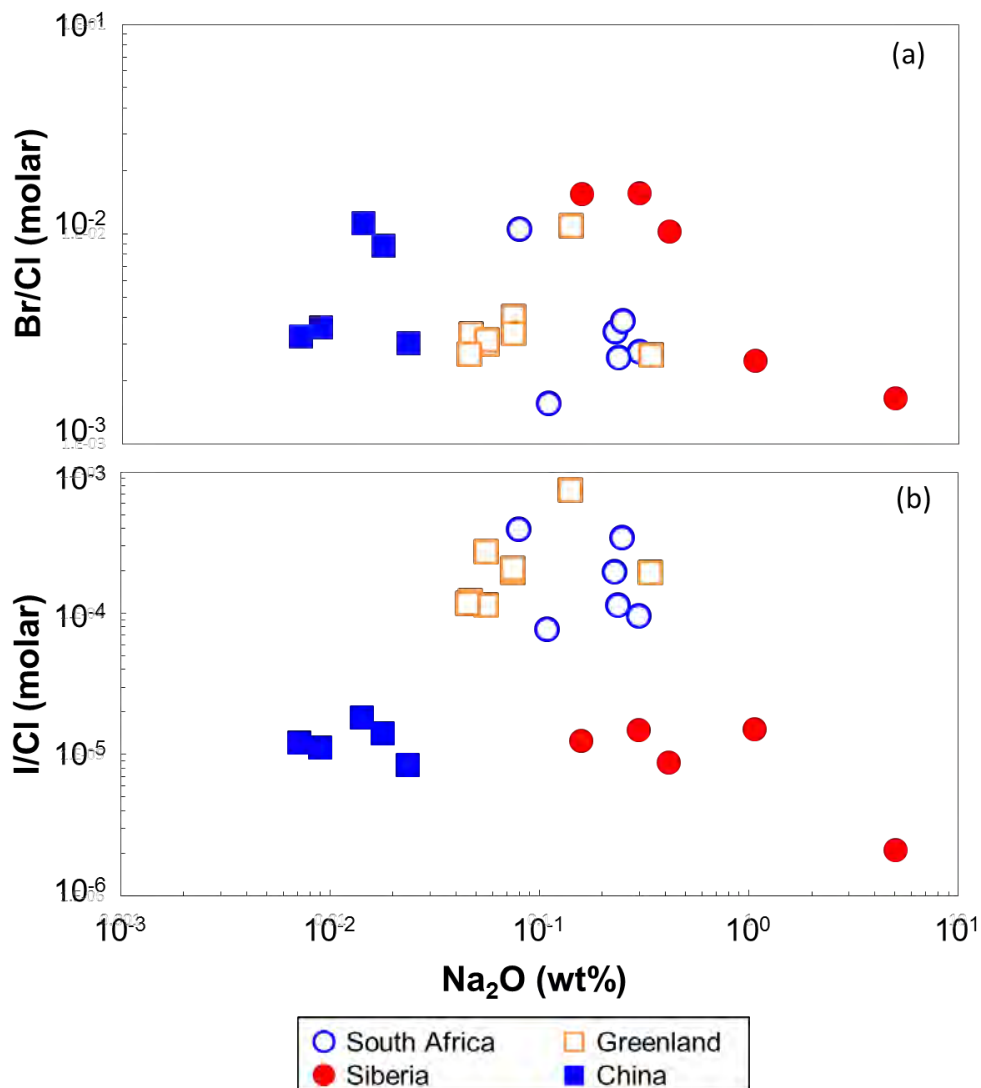 10⁻¹
(a)
Br/Cl (molar)
10⁻²
10⁻³
10⁻³
(b)
I/Cl (molar)
10⁻⁴
10⁻⁵
10⁻⁶
10⁻³ 10⁻² 10⁻¹ 10⁰ 10¹
Na₂O (wt%)
South Africa Greenland
Siberia China